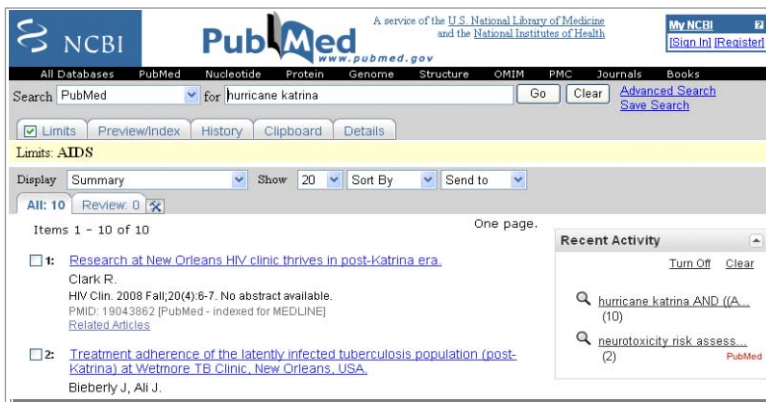 A service of the U.S. National Library of Medicine
and the National Institutes of Health
My NCBI
[Sign In] [Register]
NCBI
PubMed
www.pubmed.gov
All Databases PubMed Nucleotide Protein Genome Structure OMIM PMC Journals Books
Search PubMed for hurricane katrina Go Clear Advanced Search
Save Search
Limits Preview/Index History Clipboard Details
Limits: AIDS
Display Summary Show 20 Sort By Send to
All: 10 Review: 0
Items 1 - 10 of 10
One page.
1: Research at New Orleans HIV clinic thrives in post-Katrina era.
Clark R.
HIV Clin. 2008 Fall;20(4):6-7. No abstract available.
PMID: 19043862 [PubMed - indexed for MEDLINE]
Related Articles
2: Treatment adherence of the latently infected tuberculosis population (post-
Katrina) at Wetmore TB Clinic, New Orleans, USA.
Bieberly J, Ali J.
Recent Activity
Turn Off Clear
hurricane katrina AND ((A...
(10)
neurotoxicity risk assess...
(2) PubMed